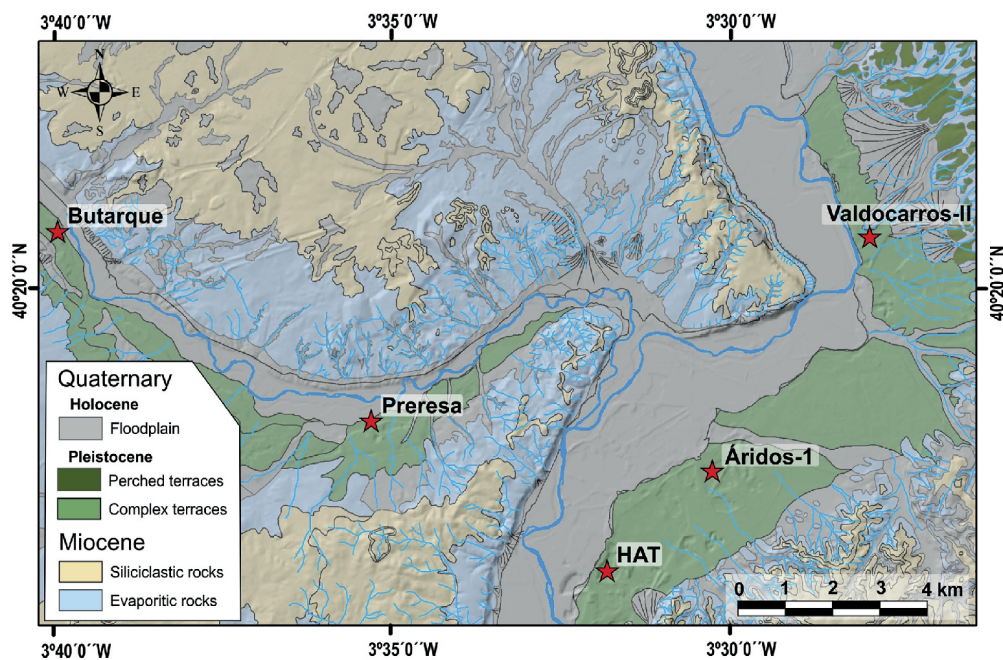 3°40´0´´W 3°35´0´´W 3°30´0´´W
N
W E
S
Butarque
Valdocarros-II
40°20´0´´N 40°20´0´´N
Quaternary
Holocene
Floodplain
Pleistocene
Perched terraces
Complex terraces
Miocene
Siliciclastic rocks
Evaporitic rocks
Preresa
Áridos-1
HAT
0 1 2 3 4 km
3°40´0´´W 3°35´0´´W 3°30´0´´W